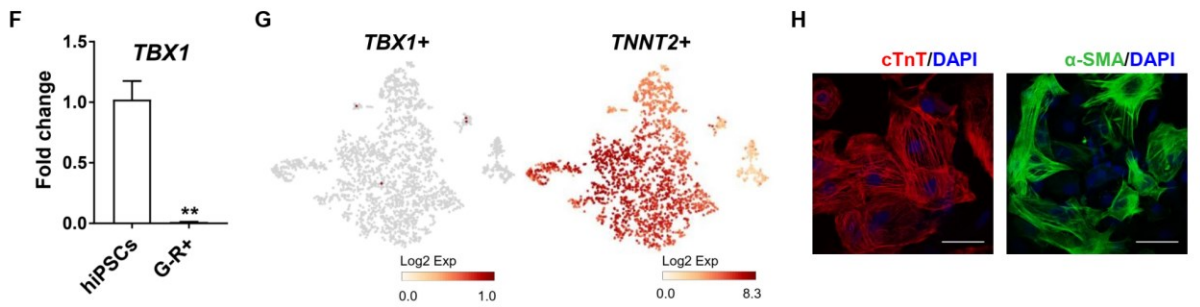 F
TBX1
Fold change
1.5
1.0
0.5
0.0
**
hiPSCs
G-R+
G
TBX1+
TNNT2+
Log2 Exp
0.0 1.0
Log2 Exp
0.0 8.3
H
cTnT/DAPI
α-SMA/DAPI